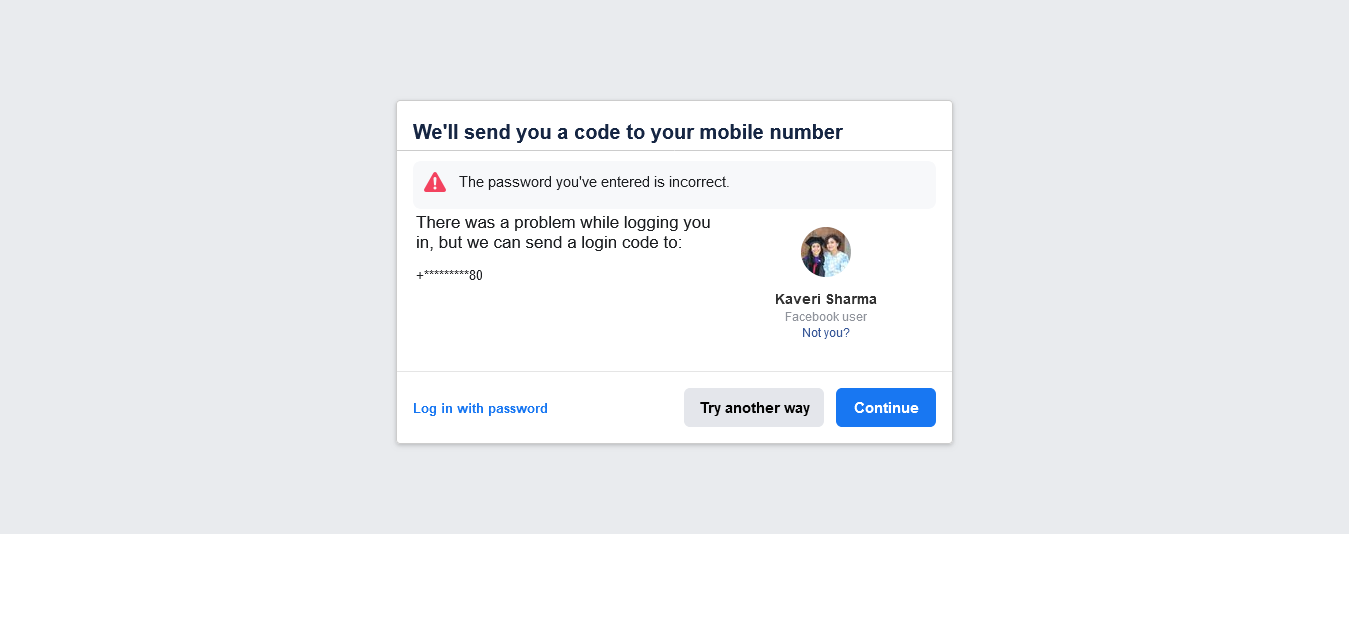 We'll send you a code to your mobile number
The password you've entered is incorrect.
There was a problem while logging you
in, but we can send a login code to:
+*********80
Kaveri Sharma
Facebook user
Not you?
Log in with password
Try another way
Continue